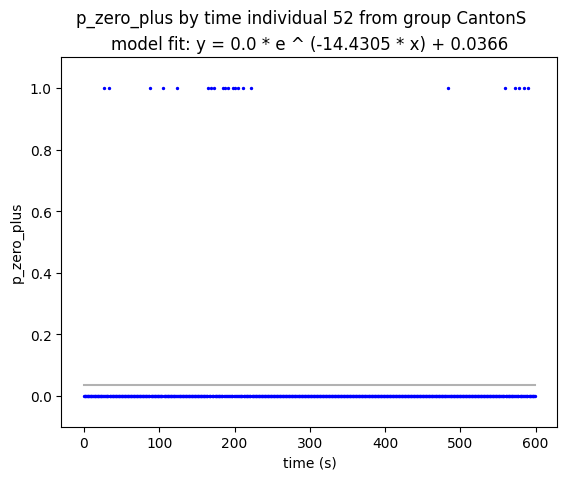 p_zero_plus by time individual 52 from group CantonS
model fit: y = 0.0 * e ^ (-14.4305 * x) + 0.0366
1.0
0.8
0.6
0.4
0.2
0.0
p_zero_plus
0 100 200 300 400 500 600
time (s)